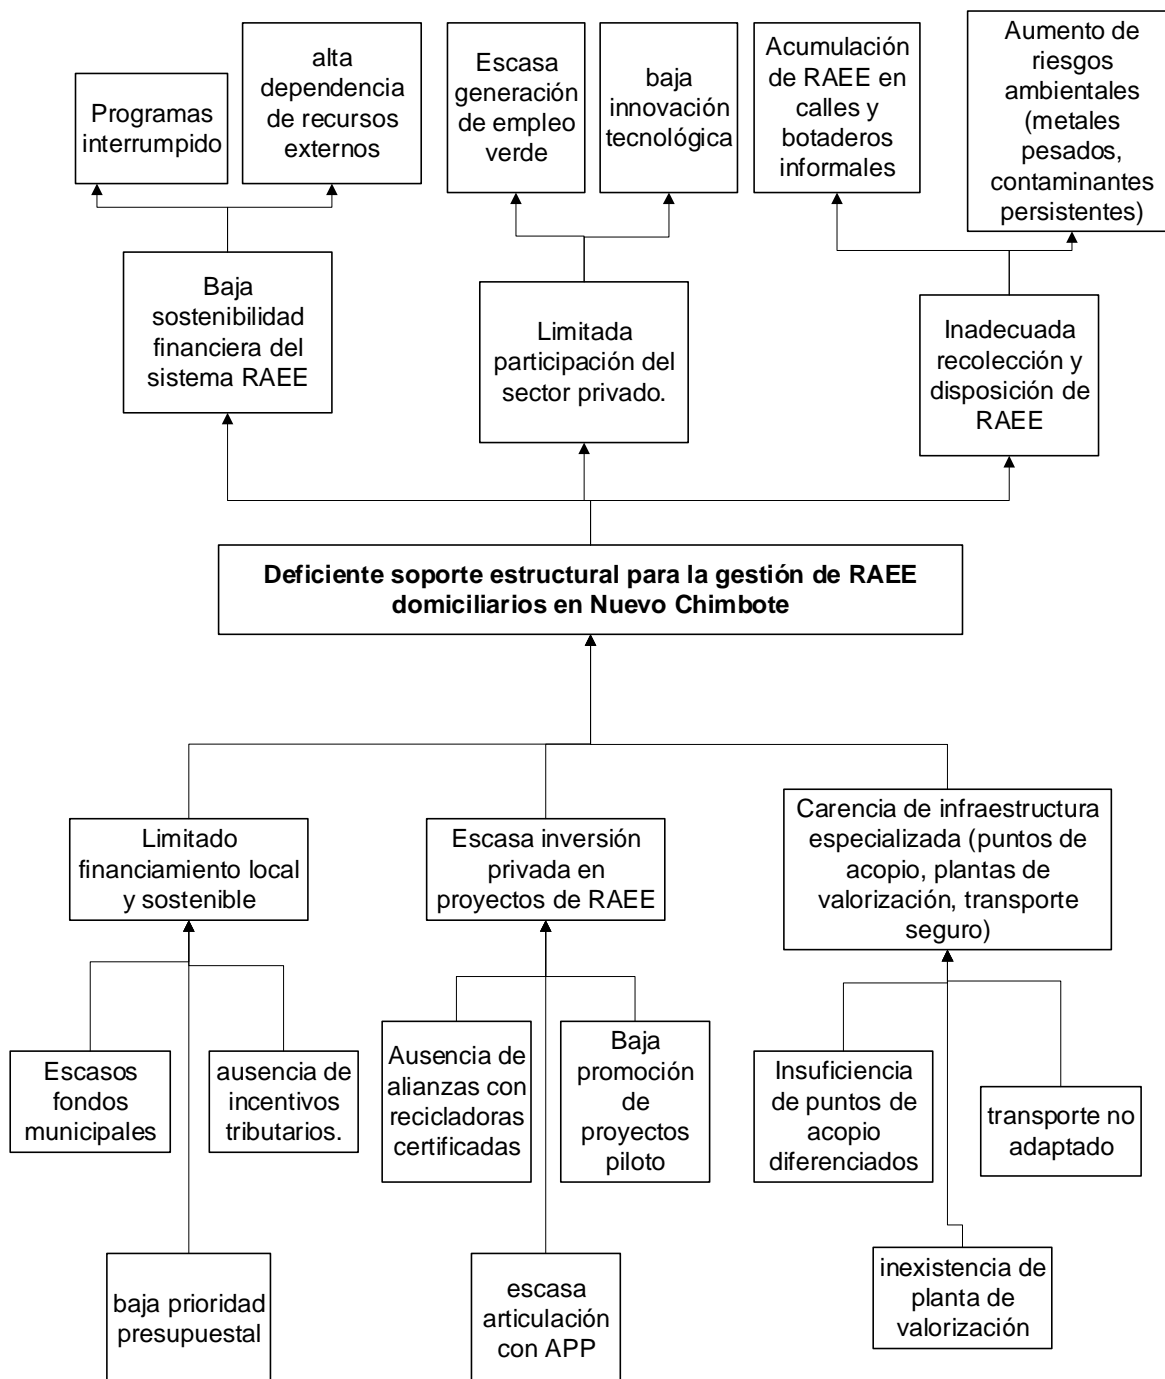 Programas
interrumpido
alta
dependencia
de recursos
externos
Escasa
generación
de empleo
verde
baja
innovación
tecnológica
Acumulación
de RAEE en
calles y
botaderos
informales
Aumento de
riesgos
ambientales
(metales
pesados,
contaminantes
persistentes)
Baja
sostenibilidad
financiera del
sistema RAEE
Limitada
participación del
sector privado.
Inadecuada
recolección y
disposición de
RAEE
Deficiente soporte estructural para la gestión de RAEE
domiciliarios en Nuevo Chimbote
Limitado
financiamiento local
y sostenible
Escasa inversión
privada en
proyectos de RAEE
Carencia de infraestructura
especializada (puntos de
acopio, plantas de
valorización, transporte
seguro)
Escasos
fondos
municipales
ausencia de
incentivos
tributarios.
Ausencia de
alianzas con
recicladoras
certificadas
Baja
promoción
de
proyectos
piloto
Insuficiencia
de puntos de
acopio
diferenciados
transporte no
adaptado
baja prioridad
presupuestal
escasa
articulación
con APP
inexistencia de
planta de
valorización